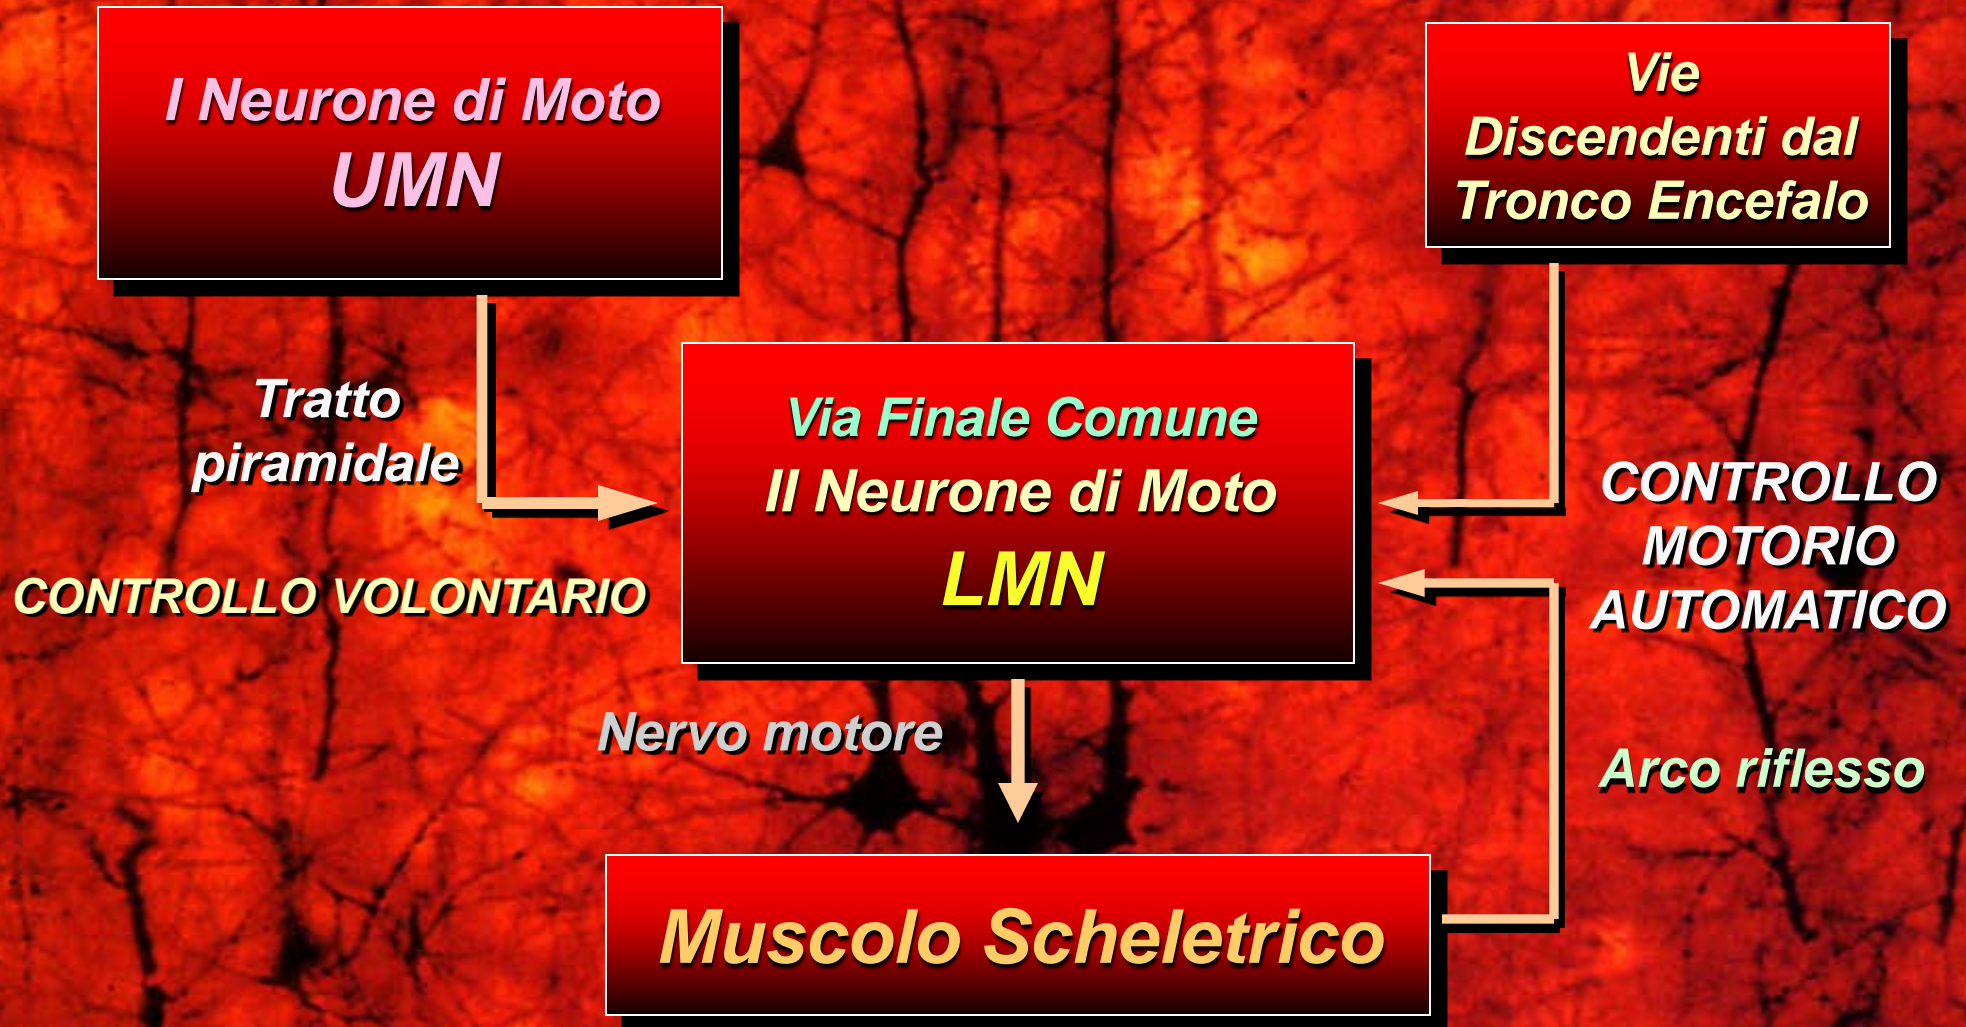 I Neurone di Moto
UMN
Vie
Discendenti dal
Tronco Encefalo
Tratto
piramidale
CONTROLLO VOLONTARIO
Via Finale Comune
II Neurone di Moto
LMN
CONTROLLO
MOTORIO
AUTOMATICO
Nervo motore
Arco riflesso
Muscolo Scheletrico